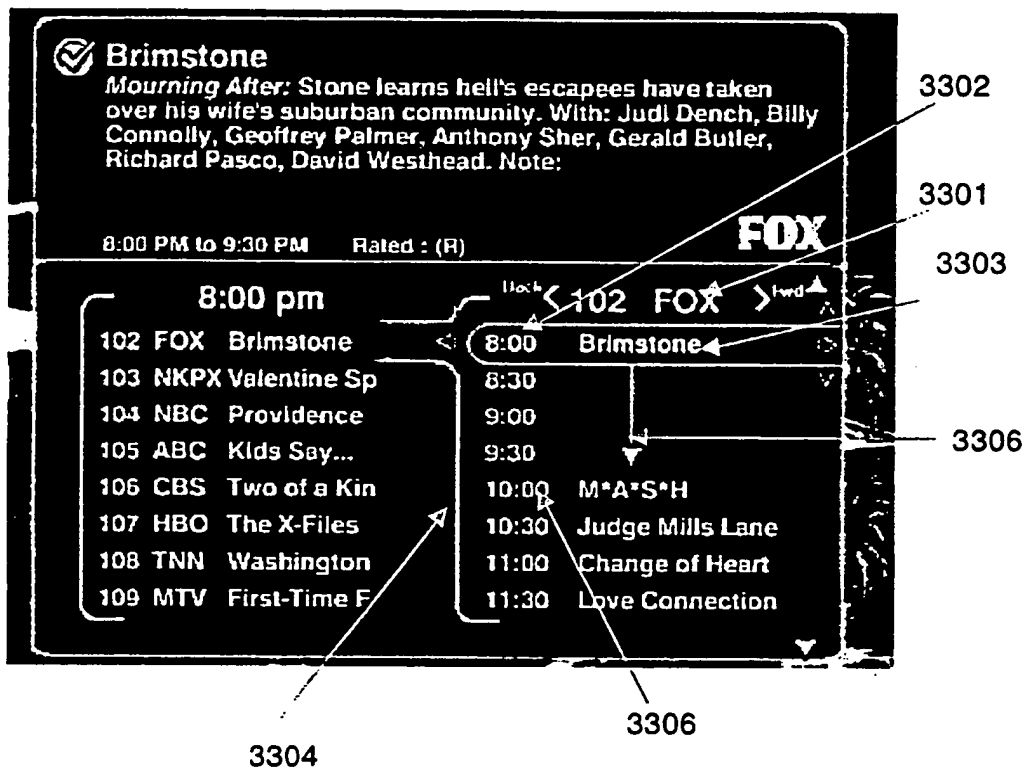 Brimstone
Mourning After: Stone learns hell's escapees have taken
over his wife's suburban community. With: Judi Dench, Billy
Connolly, Geoffrey Palmer, Anthony Sher, Gerald Butler,
Richard Pasco, David Westhead. Note:
8:00 PM to 9:30 PM Rated : (R)
FOX
3302
3301
3303
8:00 pm
102 FOX Brimstone
103 NKPX Valentine Sp
104 NBC Providence
105 ABC Kids Say...
106 CBS Two of a Kin
107 HBO The X-Files
108 TNN Washington
109 MTV First-Time F
Back < 102 FOX > Fwd
8:00 Brimstone
8:30
9:00
9:30
10:00 M*A*S*H
10:30 Judge Mills Lane
11:00 Change of Heart
11:30 Love Connection
3306
3306
3304